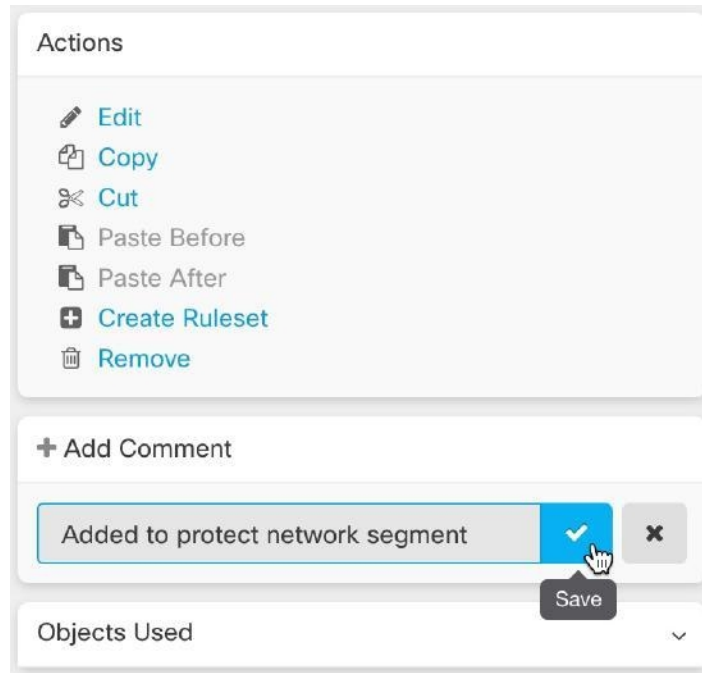 Actions
Edit
Copy
Cut
Paste Before
Paste After
Create Ruleset
Remove
Add Comment
Added to protect network segment
Save
Objects Used